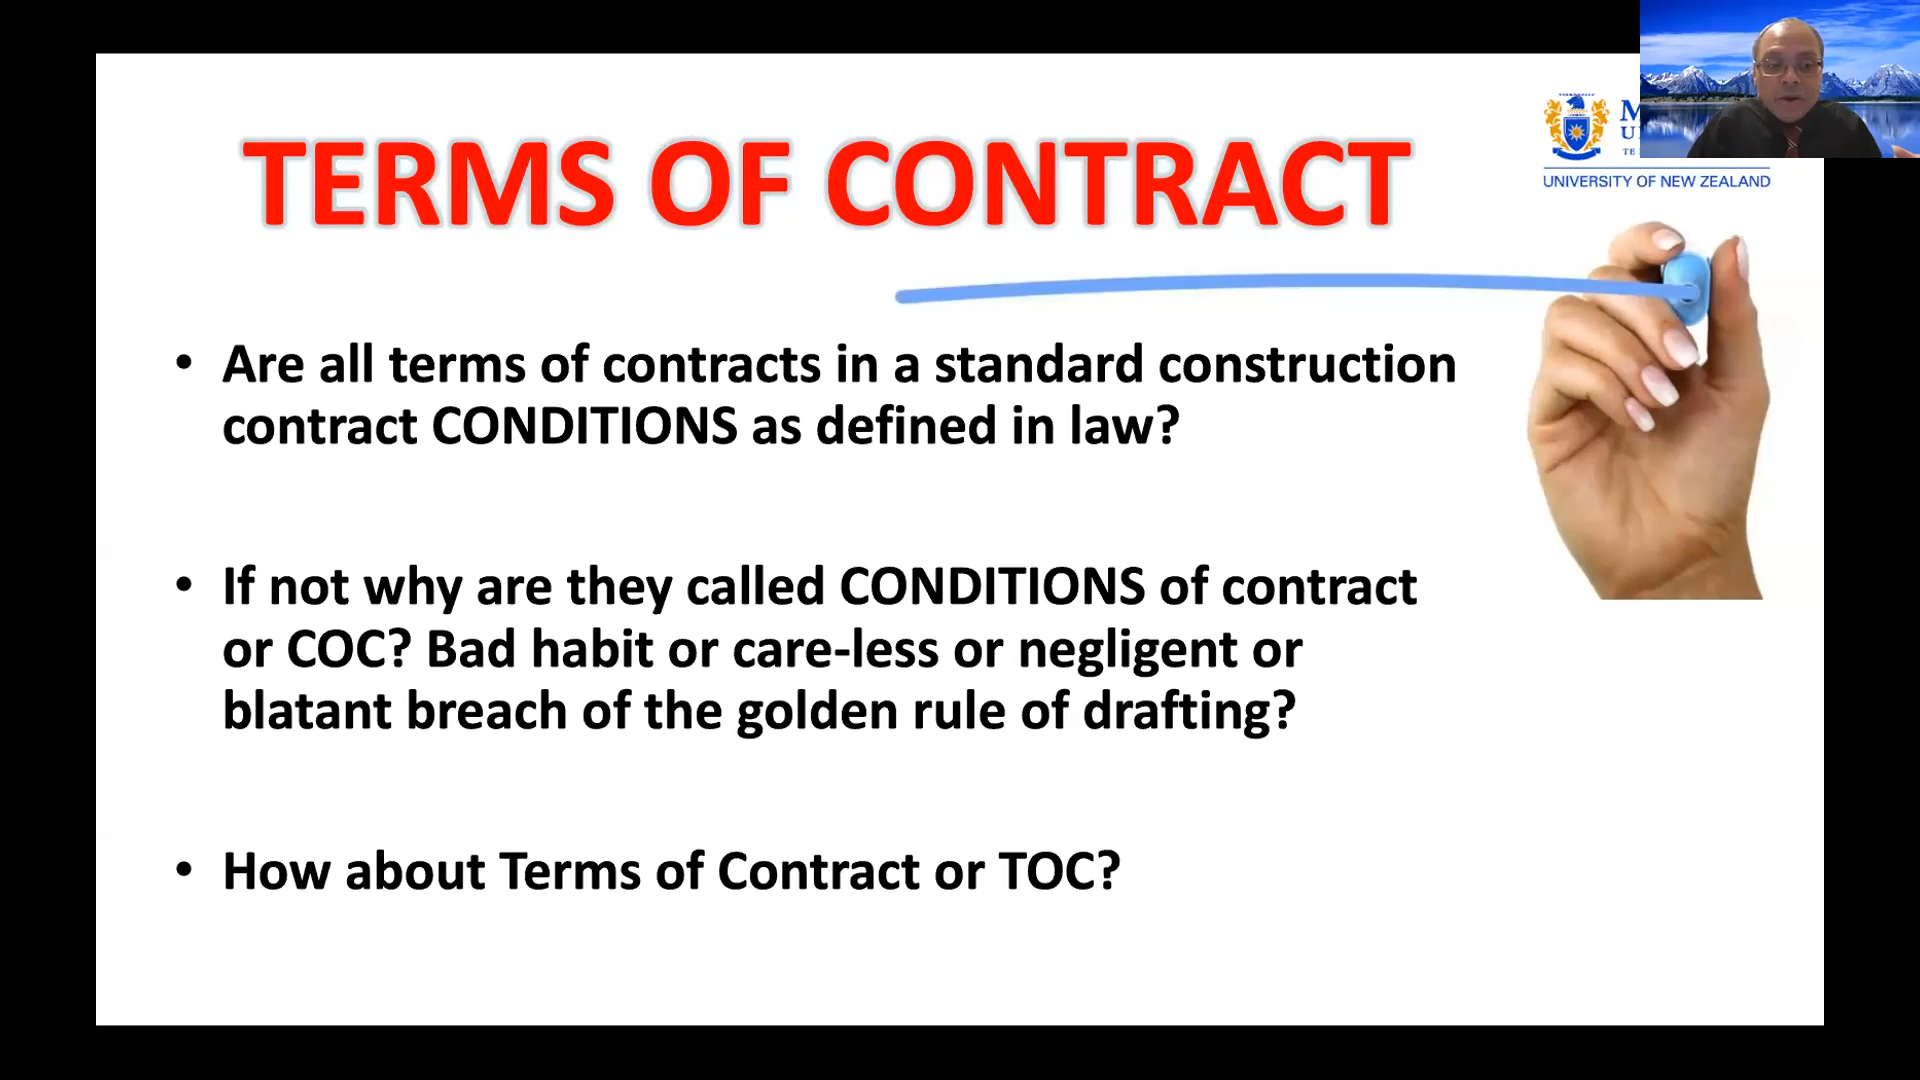 TERMS OF CONTRACT
UNIVERSITY OF NEW ZEALAND
• Are all terms of contracts in a standard construction
contract CONDITIONS as defined in law?
• If not why are they called CONDITIONS of contract
or COC? Bad habit or care-less or negligent or
blatant breach of the golden rule of drafting?
• How about Terms of Contract or TOC?